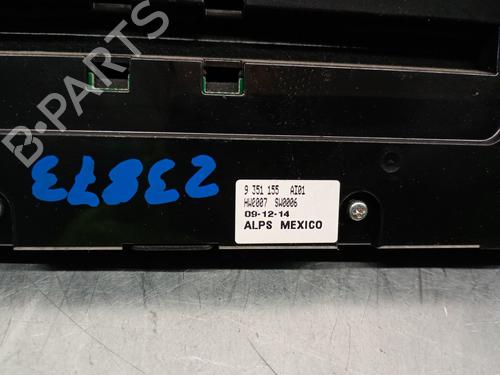 B-PARTS
23873
9 351 155 AI01
HW0007 SW0006
09-12-14
ALPS MEXICO